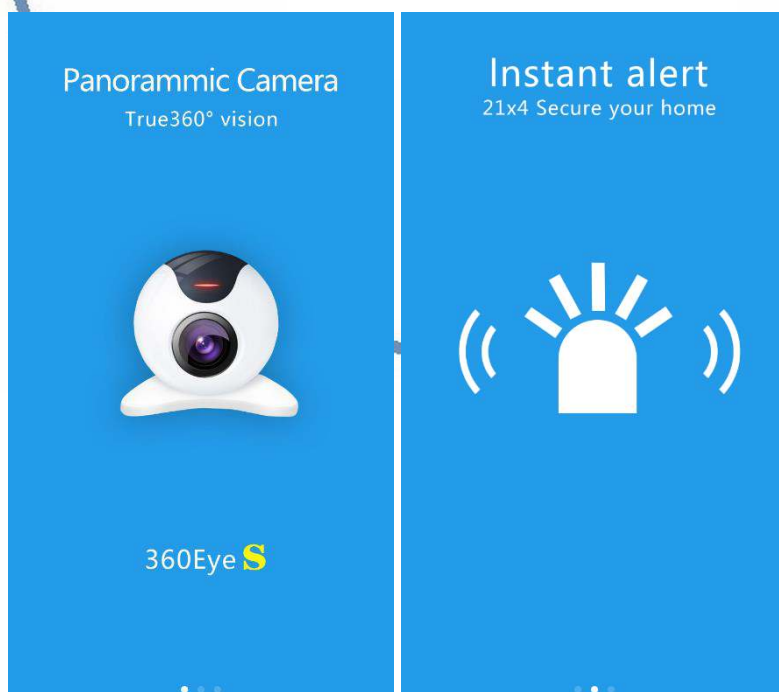 Panorammic Camera
True360° vision
360Eye S
Instant alert
21x4 Secure your home